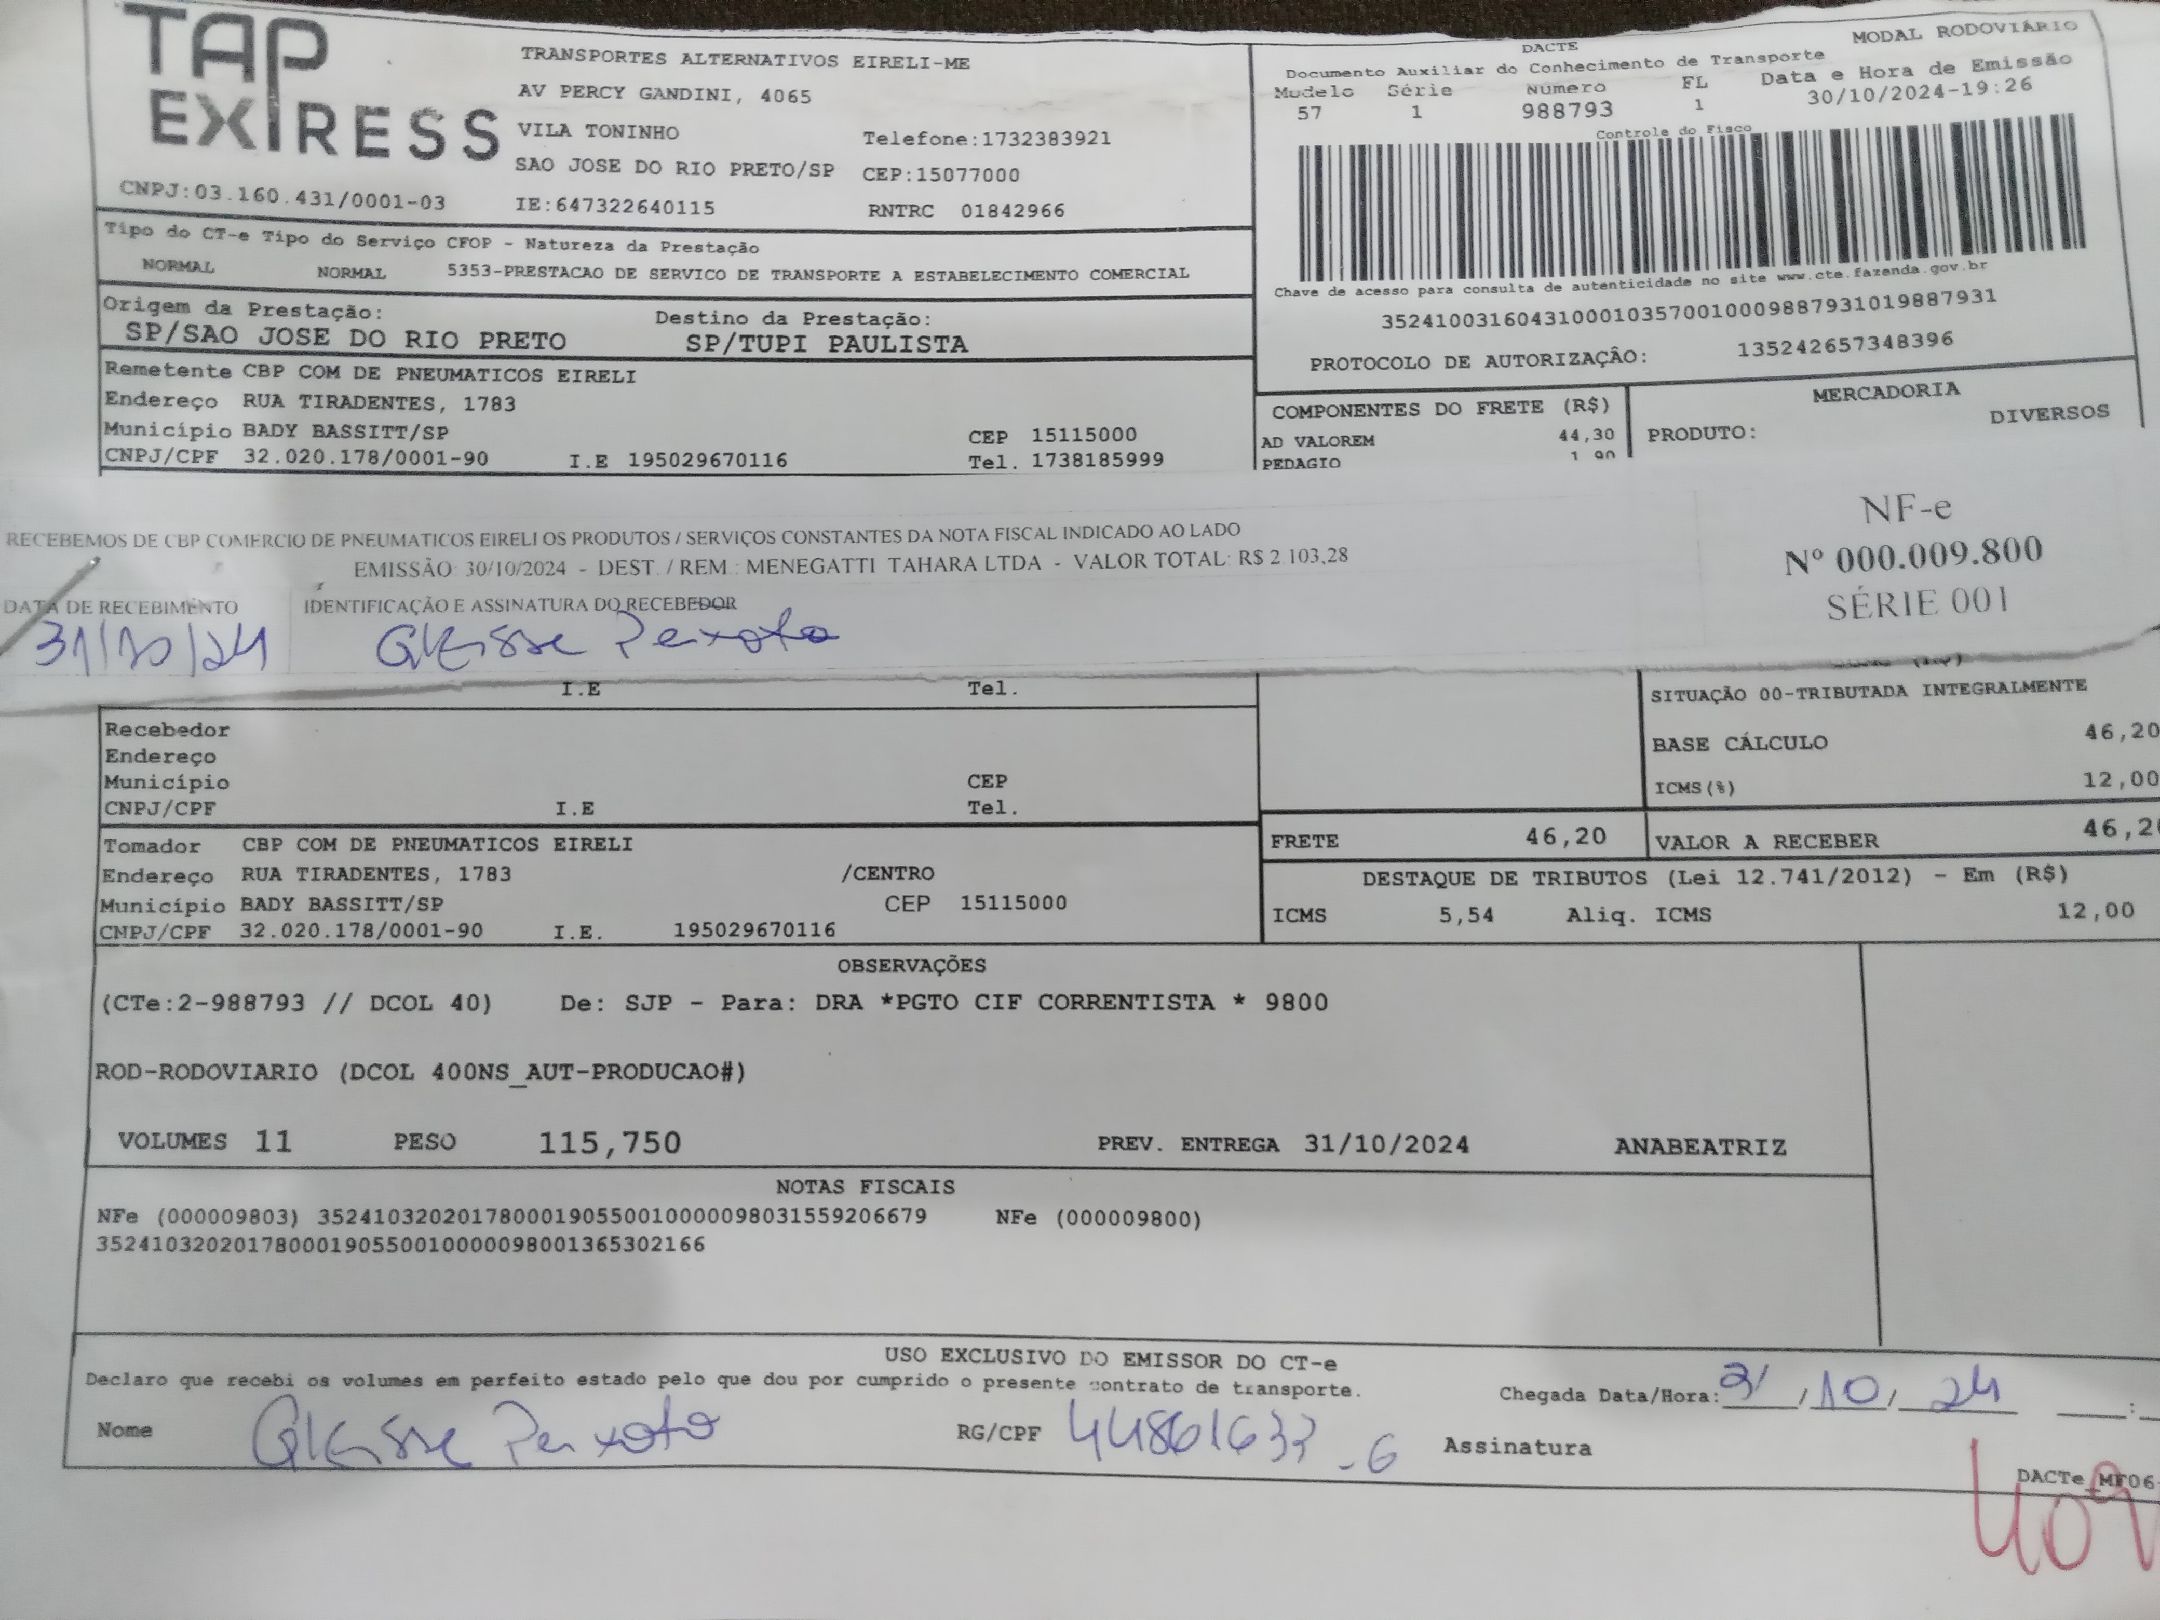 TAP EXPRESS
TRANSPORTES ALTERNATIVOS EIRELI-ME
AV PERCY GANDINI, 4065
VILA TONINHO Telefone:1732383921
SAO JOSE DO RIO PRETO/SP CEP:15077000
CNPJ:03.160.431/0001-03 IE:647322640115 RNTRC 01842966
DACTE MODAL RODOVIÁRIO
Documento Auxiliar do Conhecimento de Transporte
Modelo Série Número FL Data e Hora de Emissão
57 1 988793 1 30/10/2024-19:26
Controle do Fisco
Chave de acesso para consulta de autenticidade no site www.cte.fazenda.gov.br
35241003160431000103570010009887931019887931
PROTOCOLO DE AUTORIZAÇÃO: 135242657348396
Tipo do CT-e Tipo do Serviço CFOP - Natureza da Prestação
NORMAL NORMAL 5353-PRESTACAO DE SERVICO DE TRANSPORTE A ESTABELECIMENTO COMERCIAL
Origem da Prestação: Destino da Prestação:
SP/SAO JOSE DO RIO PRETO SP/TUPI PAULISTA
Remetente CBP COM DE PNEUMATICOS EIRELI
Endereço RUA TIRADENTES, 1783
Município BADY BASSITT/SP CEP 15115000
CNPJ/CPF 32.020.178/0001-90 I.E 195029670116 Tel. 1738185999
COMPONENTES DO FRETE (R$)
AD VALOREM 44,30
PEDAGIO 1,90
MERCADORIA
PRODUTO: DIVERSOS
RECEBEMOS DE CBP COMERCIO DE PNEUMATICOS EIRELI OS PRODUTOS / SERVIÇOS CONSTANTES DA NOTA FISCAL INDICADO AO LADO
EMISSÃO: 30/10/2024 - DEST. / REM.: MENEGATTI TAHARA LTDA - VALOR TOTAL: R$ 2.103,28
DATA DE RECEBIMENTO IDENTIFICAÇÃO E ASSINATURA DO RECEBEDOR
31/10/24 Gleisse Peixoto
NF-e
Nº 000.009.800
SÉRIE 001
I.E Tel.
Recebedor
Endereço
Município CEP
CNPJ/CPF I.E Tel.
SITUAÇÃO 00-TRIBUTADA INTEGRALMENTE
BASE CÁLCULO 46,20
ICMS(%) 12,00
FRETE 46,20 VALOR A RECEBER 46,20
Tomador CBP COM DE PNEUMATICOS EIRELI
Endereço RUA TIRADENTES, 1783 /CENTRO
Município BADY BASSITT/SP CEP 15115000
CNPJ/CPF 32.020.178/0001-90 I.E. 195029670116
DESTAQUE DE TRIBUTOS (Lei 12.741/2012) - Em (R$)
ICMS 5,54 Aliq. ICMS 12,00
OBSERVAÇÕES
(CTe:2-988793 // DCOL 40) De: SJP - Para: DRA *PGTO CIF CORRENTISTA * 9800
ROD-RODOVIARIO (DCOL 400NS_AUT-PRODUCAO#)
VOLUMES 11 PESO 115,750 PREV. ENTREGA 31/10/2024 ANABEATRIZ
NOTAS FISCAIS
NFe (000009803) 35241032020178000190550010000098031559206679 NFe (000009800)
35241032020178000190550010000098001365302166
USO EXCLUSIVO DO EMISSOR DO CT-e
Declaro que recebi os volumes em perfeito estado pelo que dou por cumprido o presente contrato de transporte.
Chegada Data/Hora: 31/10/24 :
Nome Gleisse Peixoto RG/CPF 44861633-6 Assinatura
DACTe_MF06